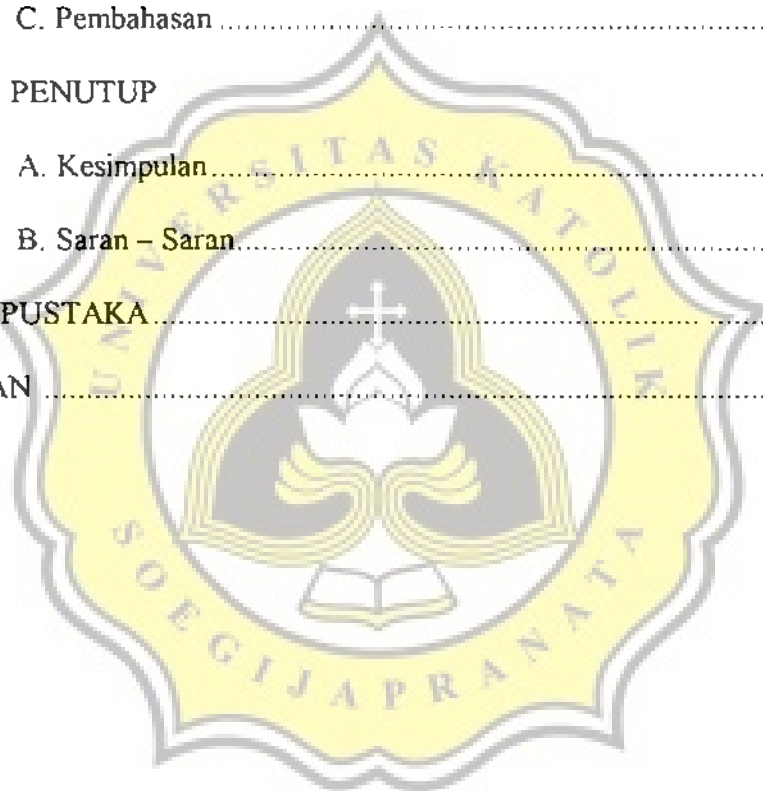 C. Pembahasan ........................................
PENUTUP
A. Kesimpulan ........................................
B. Saran – Saran ........................................
PUSTAKA ........................................
AN ........................................
UNIVERSITAS KATOLIK
SOEGIJAPRANATA